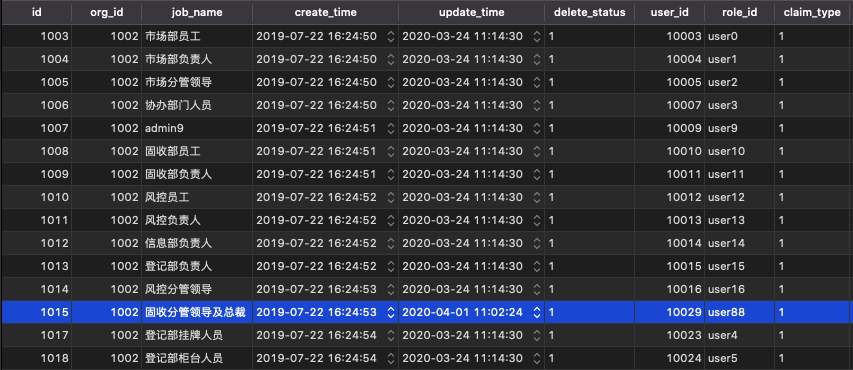 id org_id job_name create_time update_time delete_status user_id role_id claim_type
1003 1002 市场部员工 2019-07-22 16:24:50 2020-03-24 11:14:30 1 10003 user0 1
1004 1002 市场部负责人 2019-07-22 16:24:50 2020-03-24 11:14:30 1 10004 user1 1
1005 1002 市场分管领导 2019-07-22 16:24:50 2020-03-24 11:14:30 1 10005 user2 1
1006 1002 协办部门人员 2019-07-22 16:24:50 2020-03-24 11:14:30 1 10007 user3 1
1007 1002 admin9 2019-07-22 16:24:51 2020-03-24 11:14:30 1 10009 user9 1
1008 1002 固收部员工 2019-07-22 16:24:51 2020-03-24 11:14:30 1 10010 user10 1
1009 1002 固收部负责人 2019-07-22 16:24:51 2020-03-24 11:14:30 1 10011 user11 1
1010 1002 风控员工 2019-07-22 16:24:52 2020-03-24 11:14:30 1 10012 user12 1
1011 1002 风控负责人 2019-07-22 16:24:52 2020-03-24 11:14:30 1 10013 user13 1
1012 1002 信息部负责人 2019-07-22 16:24:52 2020-03-24 11:14:30 1 10014 user14 1
1013 1002 登记部负责人 2019-07-22 16:24:52 2020-03-24 11:14:30 1 10015 user15 1
1014 1002 风控分管领导 2019-07-22 16:24:53 2020-03-24 11:14:30 1 10016 user16 1
1015 1002 固收分管领导及总裁 2019-07-22 16:24:53 2020-04-01 11:02:24 1 10029 user88 1
1017 1002 登记部挂牌人员 2019-07-22 16:24:54 2020-03-24 11:14:30 1 10023 user4 1
1018 1002 登记部柜台人员 2019-07-22 16:24:54 2020-03-24 11:14:30 1 10024 user5 1